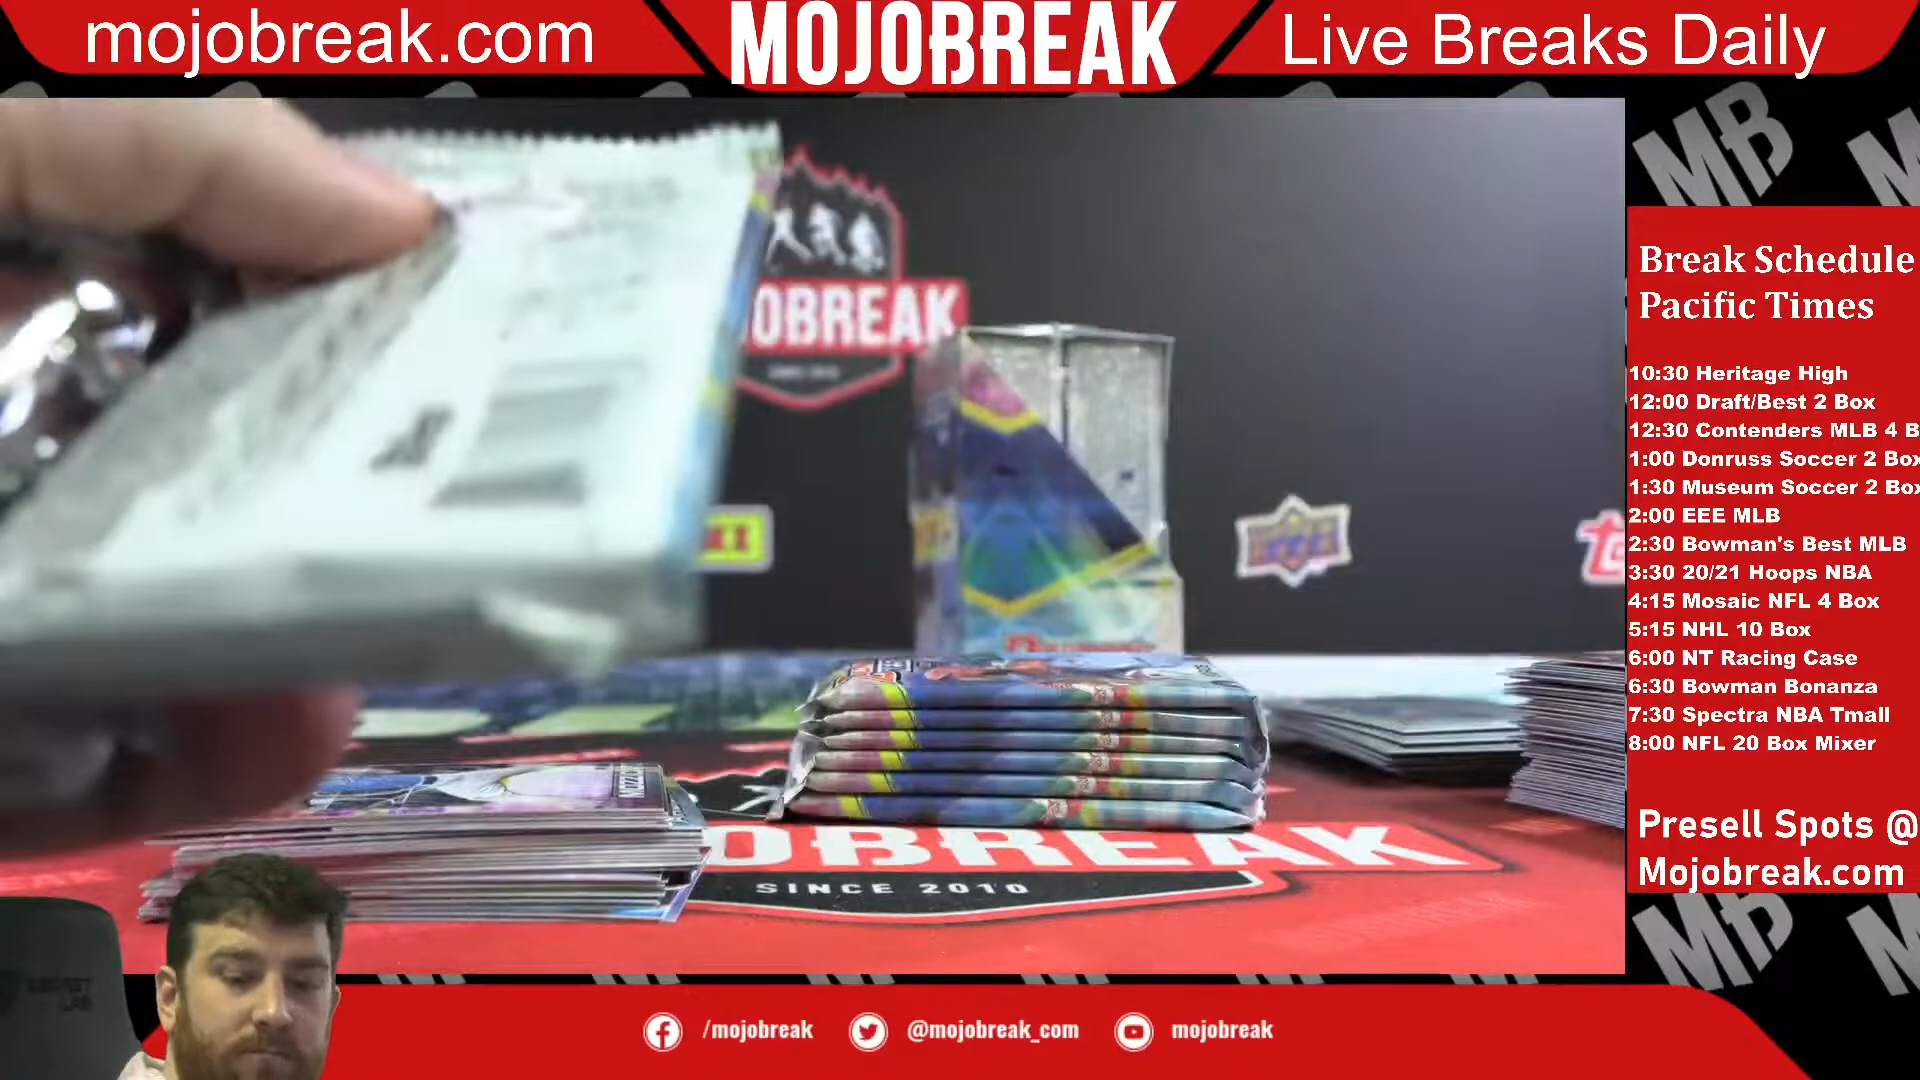 mojobreak.com
MOJOBREAK
Live Breaks Daily
OBREAK
Break Schedule
Pacific Times
10:30 Heritage High
12:00 Draft/Best 2 Box
12:30 Contenders MLB 4 B
1:00 Donruss Soccer 2 Box
1:30 Museum Soccer 2 Box
2:00 EEE MLB
2:30 Bowman's Best MLB
3:30 20/21 Hoops NBA
4:15 Mosaic NFL 4 Box
5:15 NHL 10 Box
6:00 NT Racing Case
6:30 Bowman Bonanza
7:30 Spectra NBA Tmall
8:00 NFL 20 Box Mixer
Presell Spots @
Mojobreak.com
OBREAK
SINCE 2010
MB
MB
/mojobreak
@mojobreak_com
mojobreak